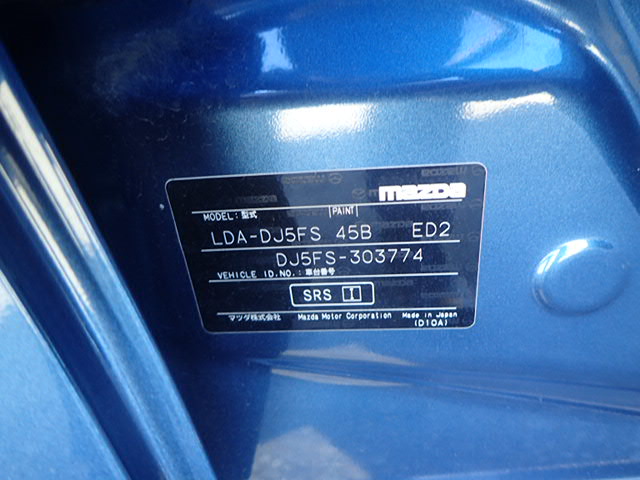 mazda
MODEL: 型式 PAINT
LDA-DJ5FS 45B ED2
DJ5FS-303774
VEHICLE ID.NO.: 車台番号
SRS I
マツダ株式会社 Mazda Motor Corporation Made in Japan
(D10A)